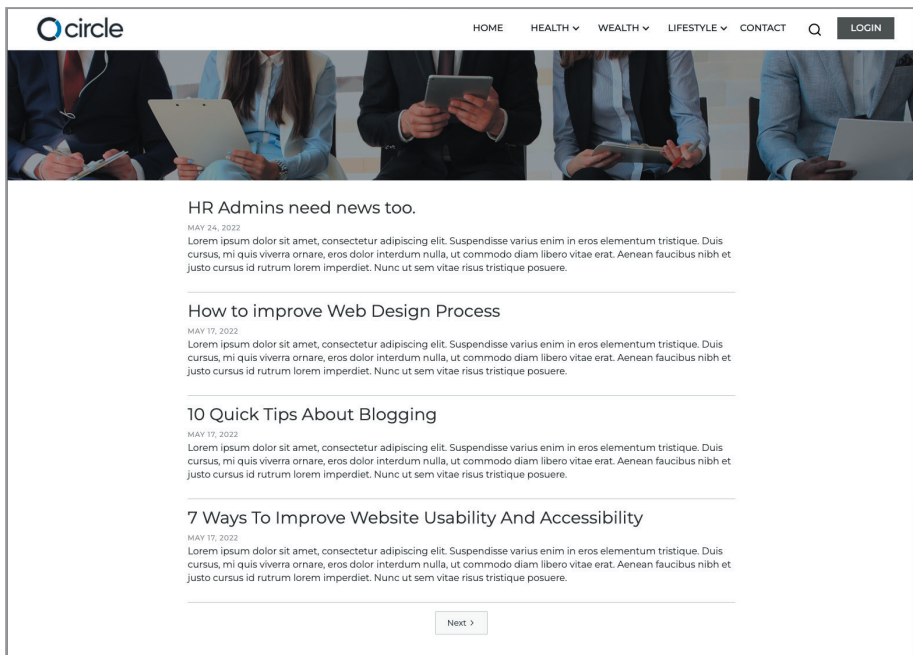 circle
HOME HEALTH WEALTH LIFESTYLE CONTACT LOGIN
HR Admins need news too.
MAY 24, 2022
Lorem ipsum dolor sit amet, consectetur adipiscing elit. Suspendisse varius enim in eros elementum tristique. Duis
cursus, mi quis viverra ornare, eros dolor interdum nulla, ut commodo diam libero vitae erat. Aenean faucibus nibh et
justo cursus id rutrum lorem imperdiet. Nunc ut sem vitae risus tristique posuere.
How to improve Web Design Process
MAY 17, 2022
Lorem ipsum dolor sit amet, consectetur adipiscing elit. Suspendisse varius enim in eros elementum tristique. Duis
cursus, mi quis viverra ornare, eros dolor interdum nulla, ut commodo diam libero vitae erat. Aenean faucibus nibh et
justo cursus id rutrum lorem imperdiet. Nunc ut sem vitae risus tristique posuere.
10 Quick Tips About Blogging
MAY 17, 2022
Lorem ipsum dolor sit amet, consectetur adipiscing elit. Suspendisse varius enim in eros elementum tristique. Duis
cursus, mi quis viverra ornare, eros dolor interdum nulla, ut commodo diam libero vitae erat. Aenean faucibus nibh et
justo cursus id rutrum lorem imperdiet. Nunc ut sem vitae risus tristique posuere.
7 Ways To Improve Website Usability And Accessibility
MAY 17, 2022
Lorem ipsum dolor sit amet, consectetur adipiscing elit. Suspendisse varius enim in eros elementum tristique. Duis
cursus, mi quis viverra ornare, eros dolor interdum nulla, ut commodo diam libero vitae erat. Aenean faucibus nibh et
justo cursus id rutrum lorem imperdiet. Nunc ut sem vitae risus tristique posuere.
Next >